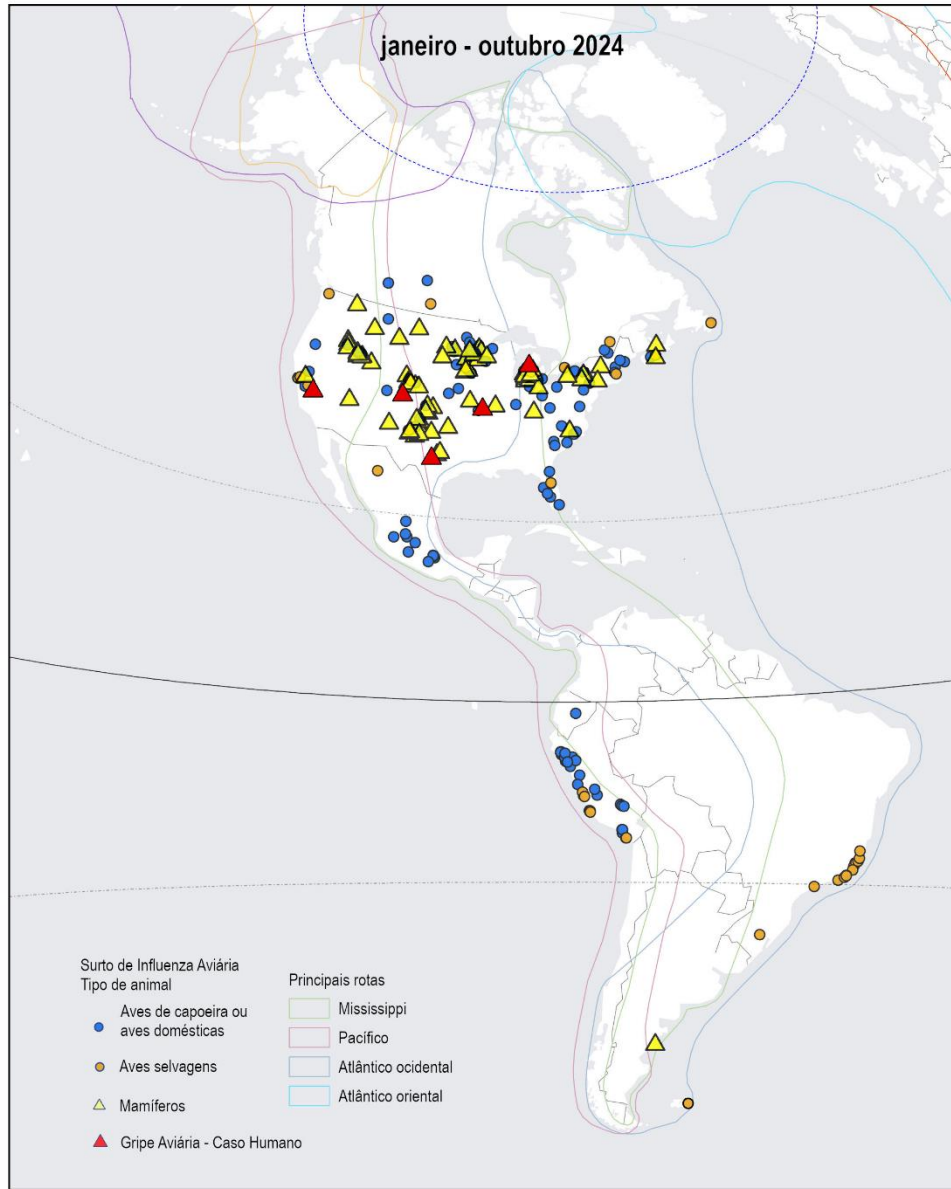 janeiro - outubro 2024
Surto de Influenza Aviária
Tipo de animal
Aves de capoeira ou
aves domésticas
Aves selvagens
Mamíferos
Gripe Aviária - Caso Humano
Principais rotas
Mississippi
Pacífico
Atlântico ocidental
Atlântico oriental